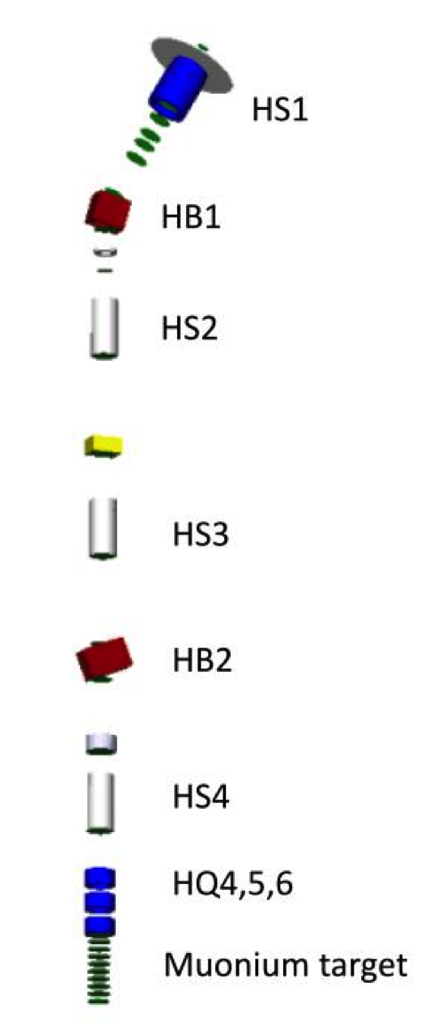 HS1
HB1
HS2
HS3
HB2
HS4
HQ4,5,6
Muonium target